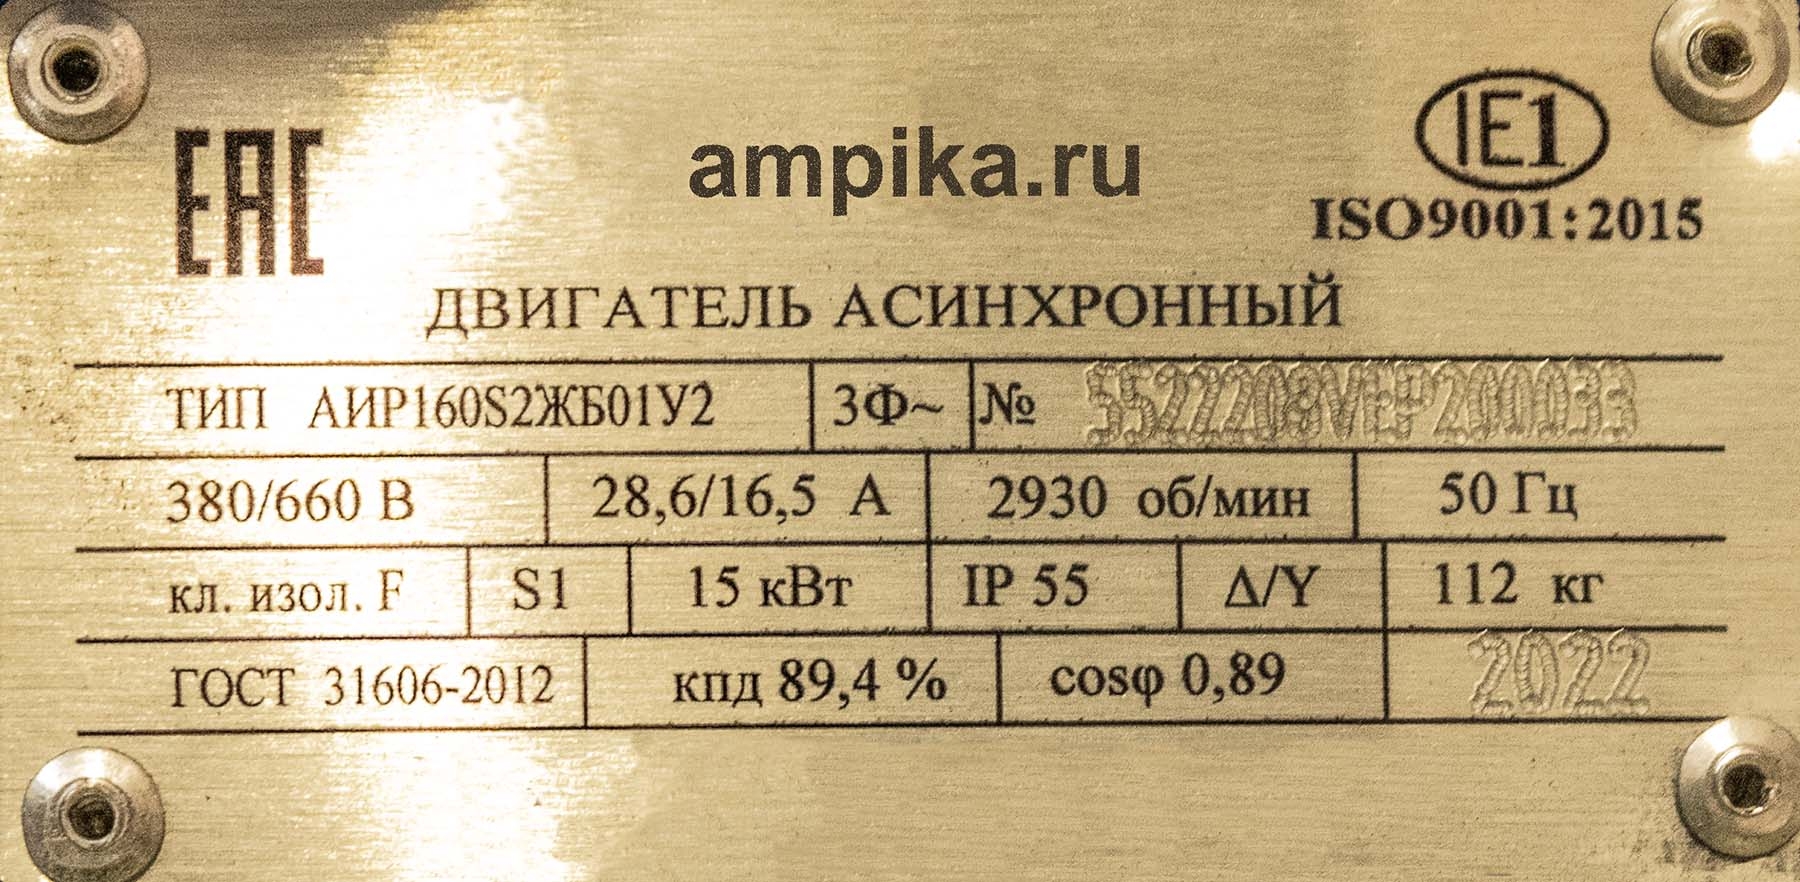 ЕАС
ampika.ru
IE1
ISO9001:2015
ДВИГАТЕЛЬ АСИНХРОННЫЙ
ТИП АИР160S2ЖБ01У2 3Ф~ № 5522208VEP200033
380/660 В 28,6/16,5 А 2930 об/мин 50 Гц
кл. изол. F S1 15 кВт IP 55 Δ/Y 112 кг
ГОСТ 31606-2012 кпд 89,4 % cosφ 0,89 2022